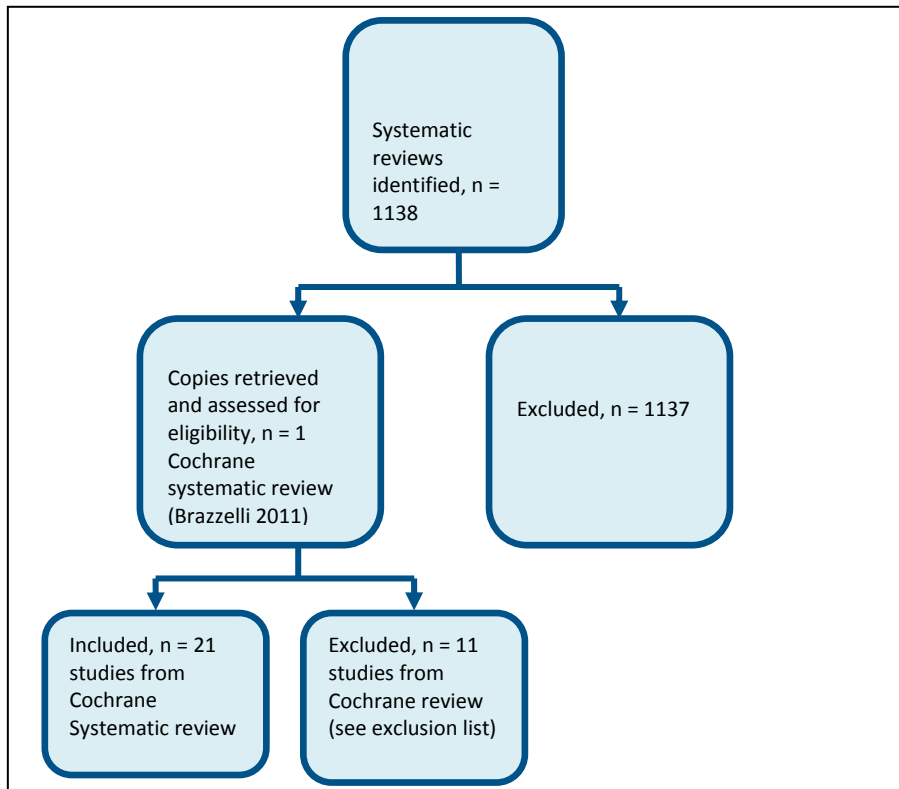 Systematic
reviews
identified, n =
1138
Copies retrieved
and assessed for
eligibility, n = 1
Cochrane
systematic review
(Brazzelli 2011)
Excluded, n = 1137
Included, n = 21
studies from
Cochrane
Systematic review
Excluded, n = 11
studies from
Cochrane review
(see exclusion list)